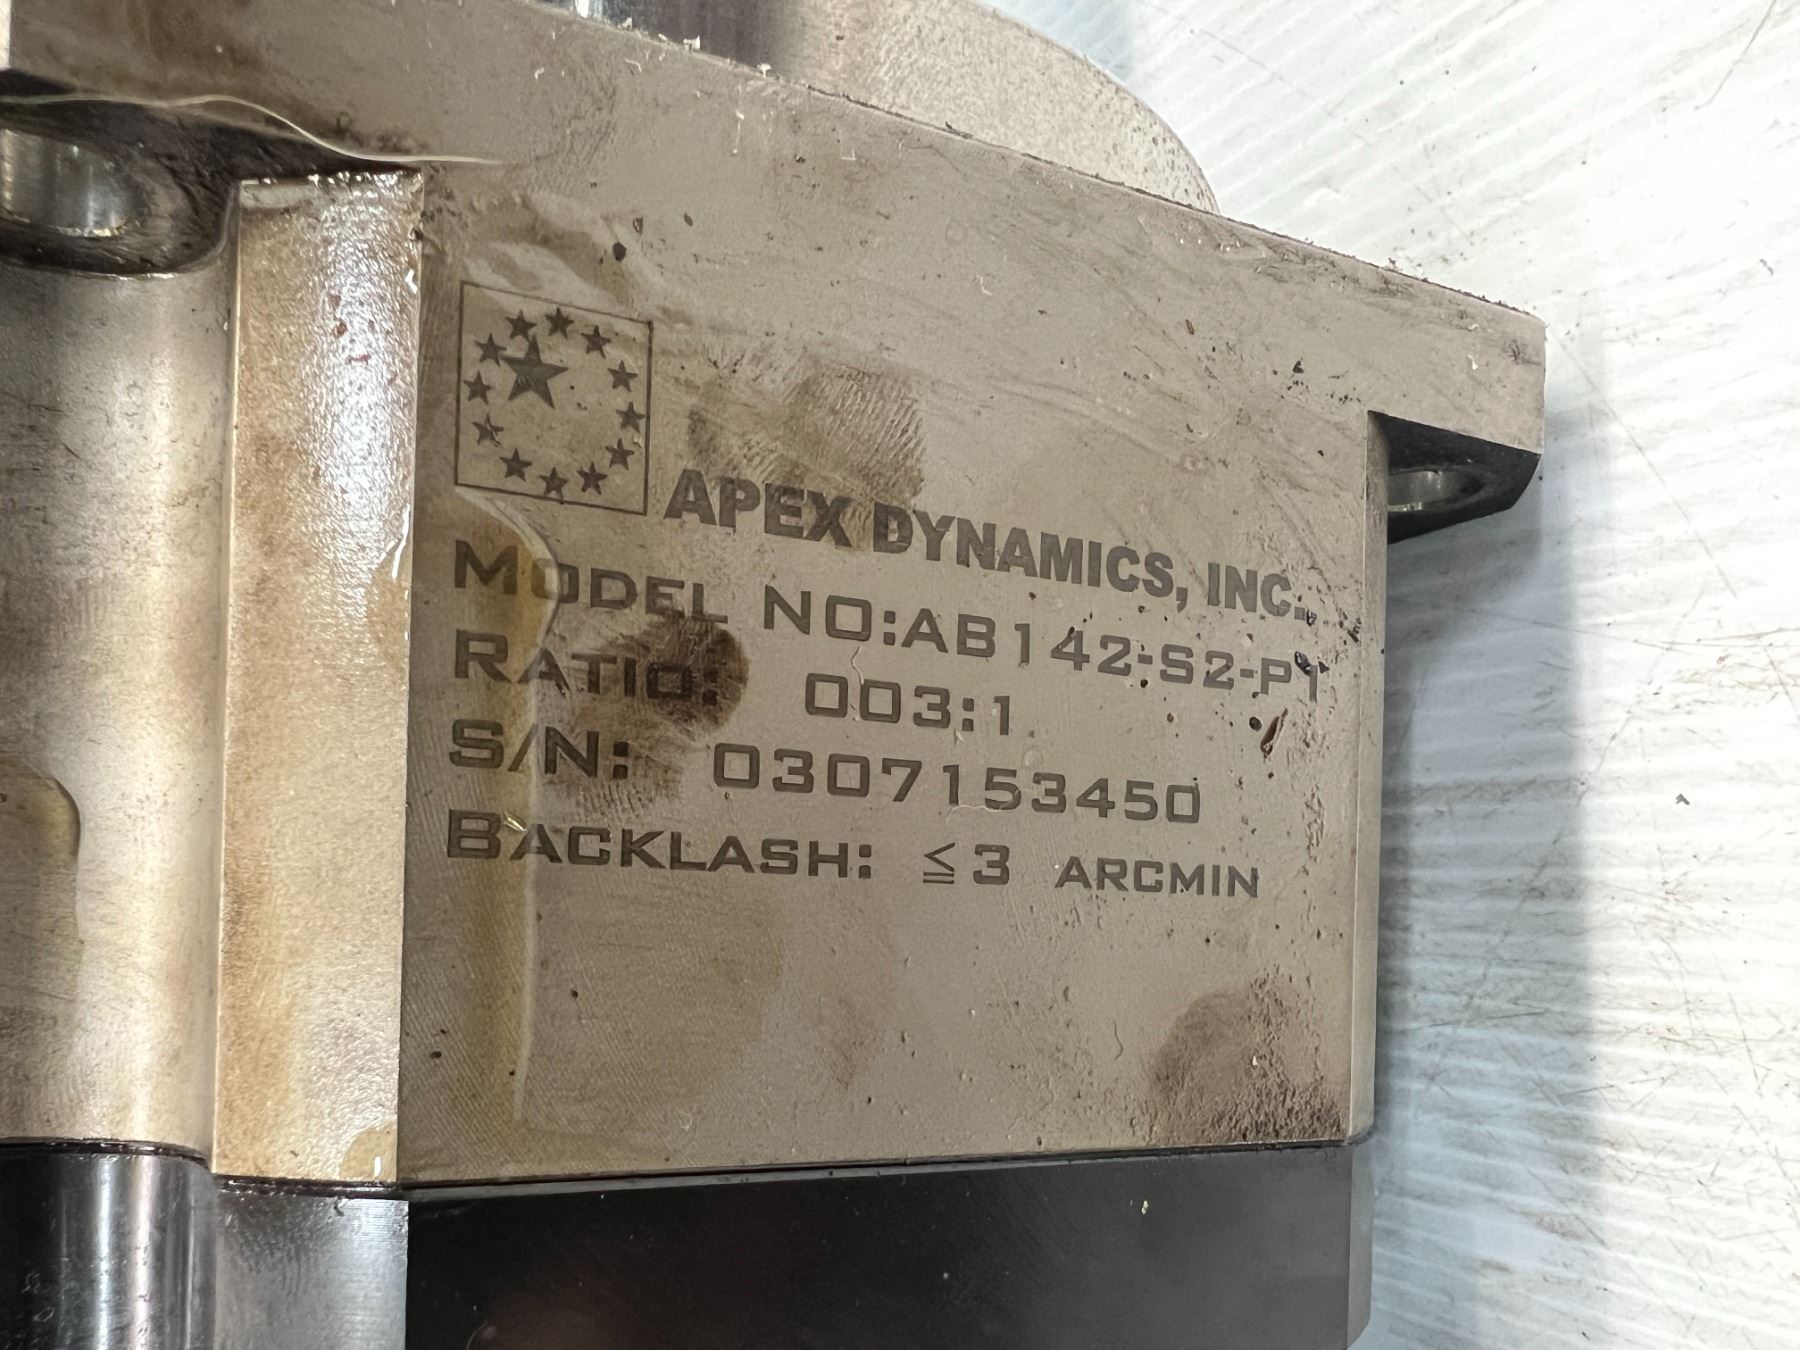 APEX DYNAMICS, INC.
MODEL NO:AB142-S2-P1
RATIO: 003:1
S/N: 0307153450
BACKLASH: ≦3 ARCMIN